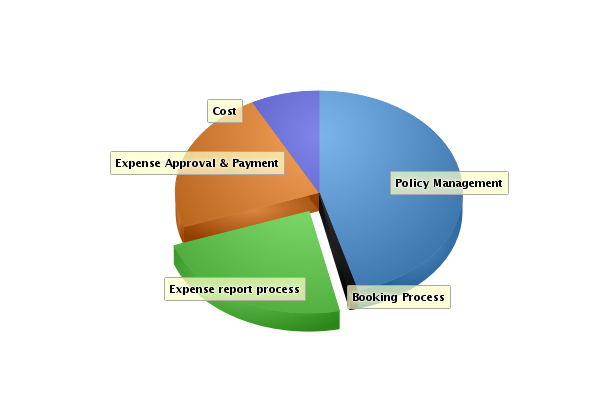 Cost
Expense Approval & Payment
Policy Management
Expense report process
Booking Process